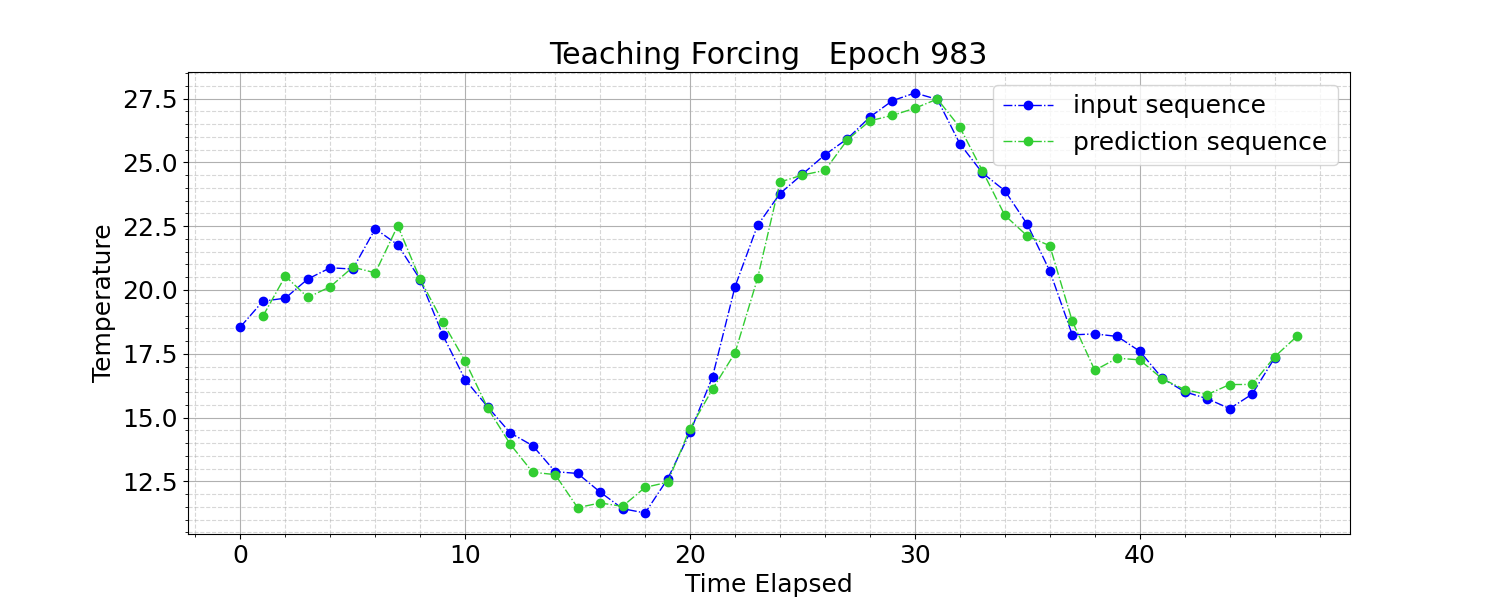 Teaching Forcing   Epoch 983
27.5
25.0
22.5
20.0
17.5
15.0
12.5
Temperature
input sequence
prediction sequence
0 10 20 30 40
Time Elapsed